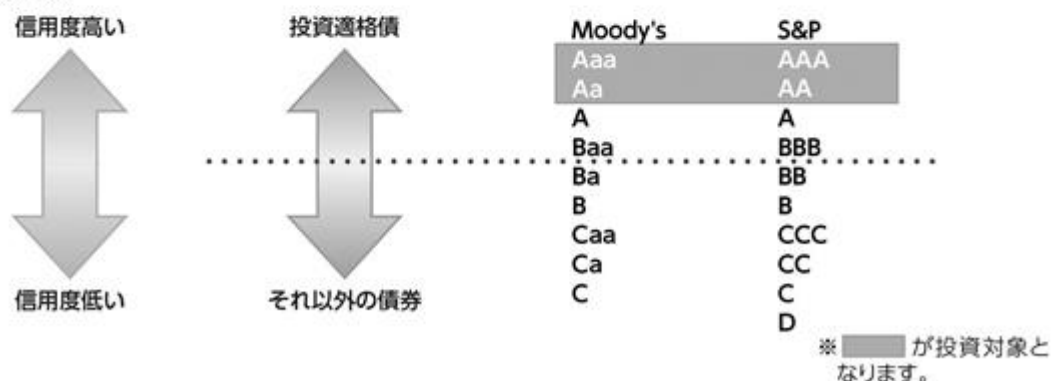 信用度高い 投資適格債 Moody's S&P
Aaa AAA
Aa AA
A A
Baa BBB
Ba BB
B B
Caa CCC
Ca CC
信用度低い それ以外の債券 C C
D
※ が投資対象と
なります。